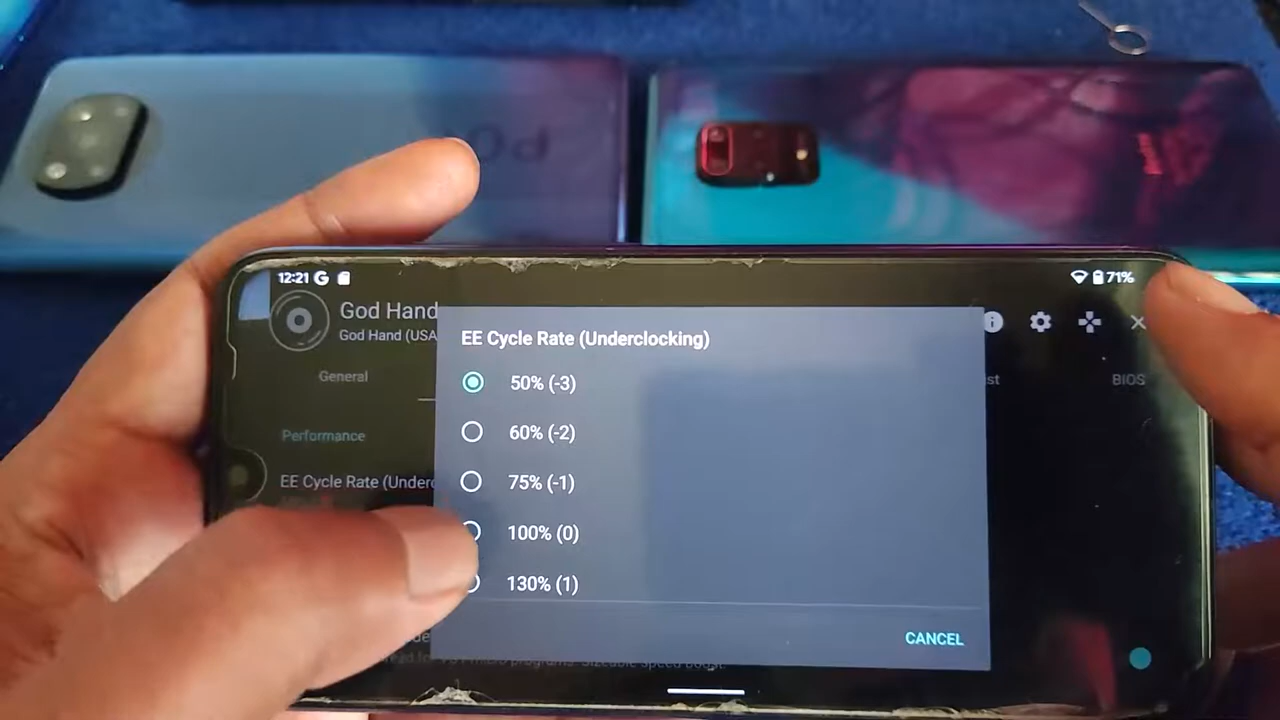 12:21 G
71%
God Hand
God Hand (USA
General
BIOS
Performance
EE Cycle Rate (Under
EE Cycle Rate (Underclocking)
50% (-3)
60% (-2)
75% (-1)
100% (0)
130% (1)
CANCEL
PO